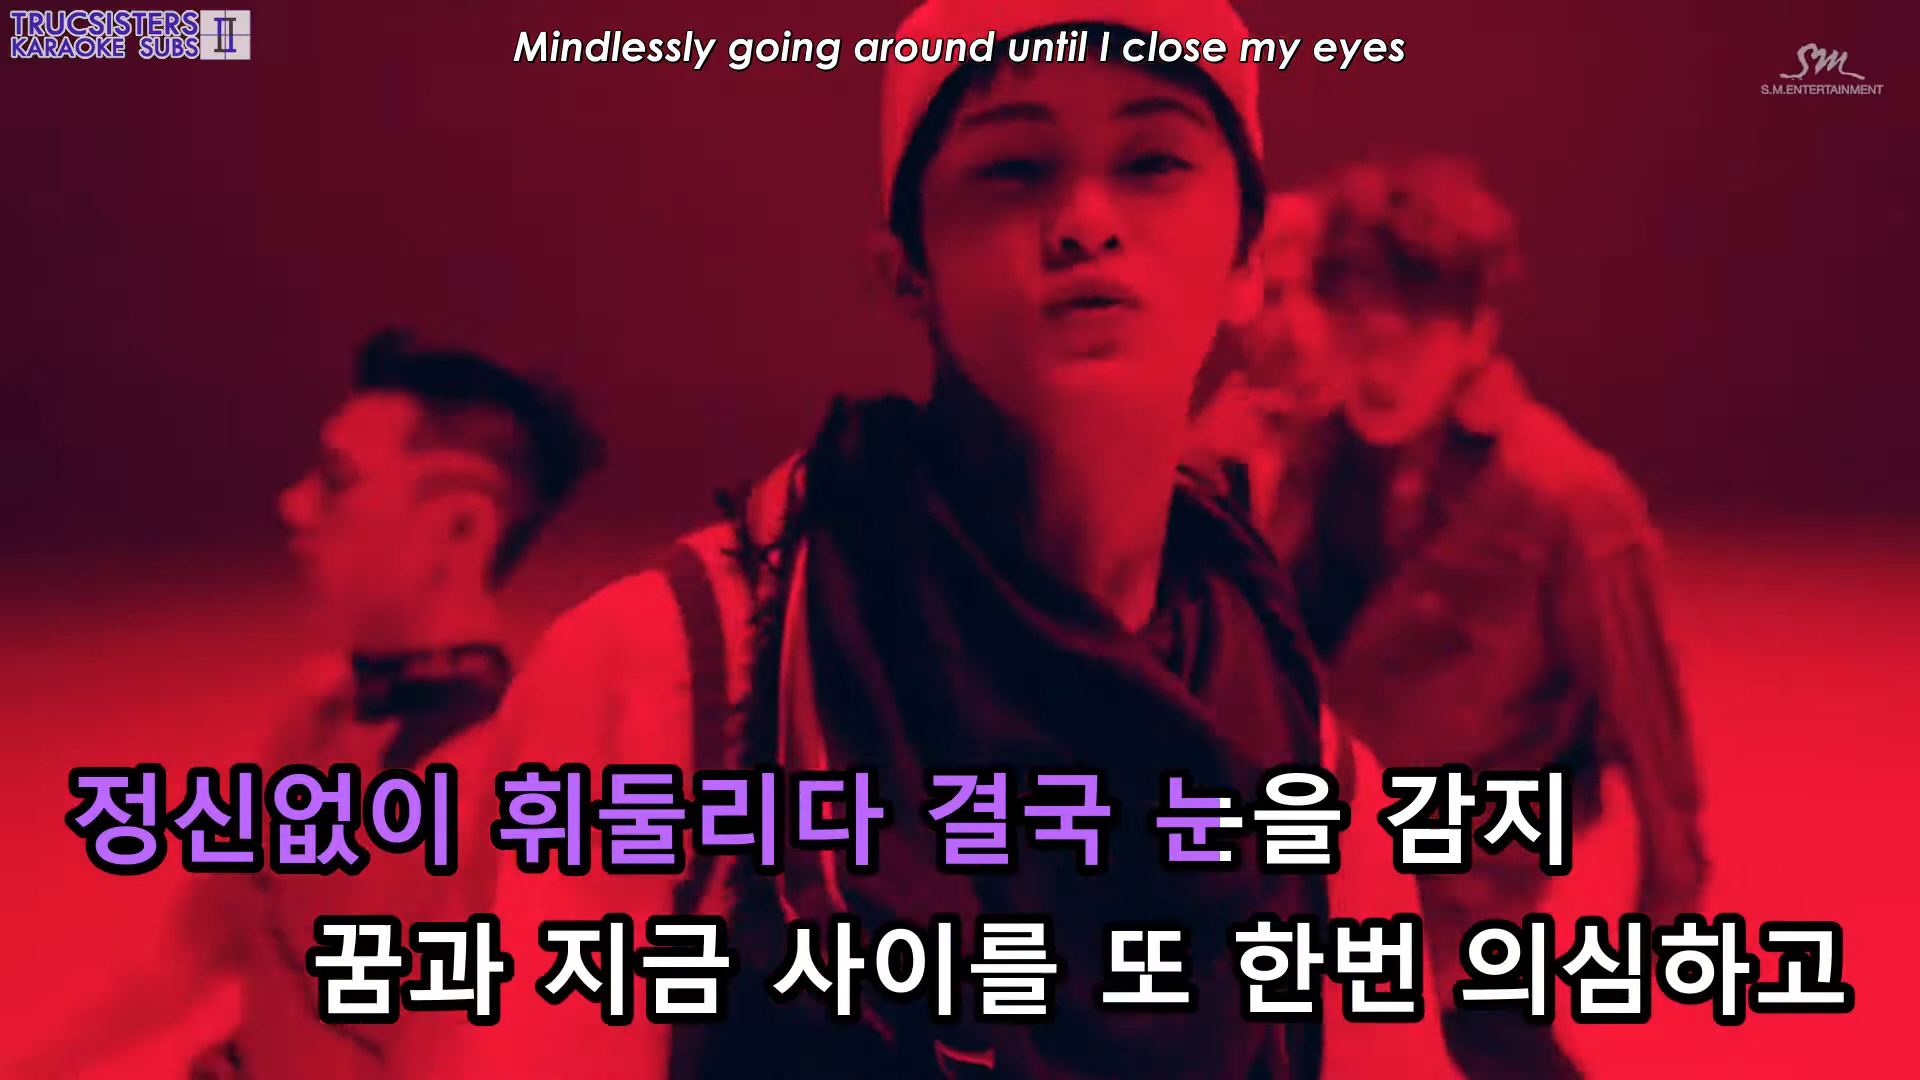 TRUCSISTERS
KARAOKE SUBS II
Mindlessly going around until I close my eyes
SM
S.M.ENTERTAINMENT
정신없이 휘둘리다 결국 눈을 감지
꿈과 지금 사이를 또 한번 의심하고